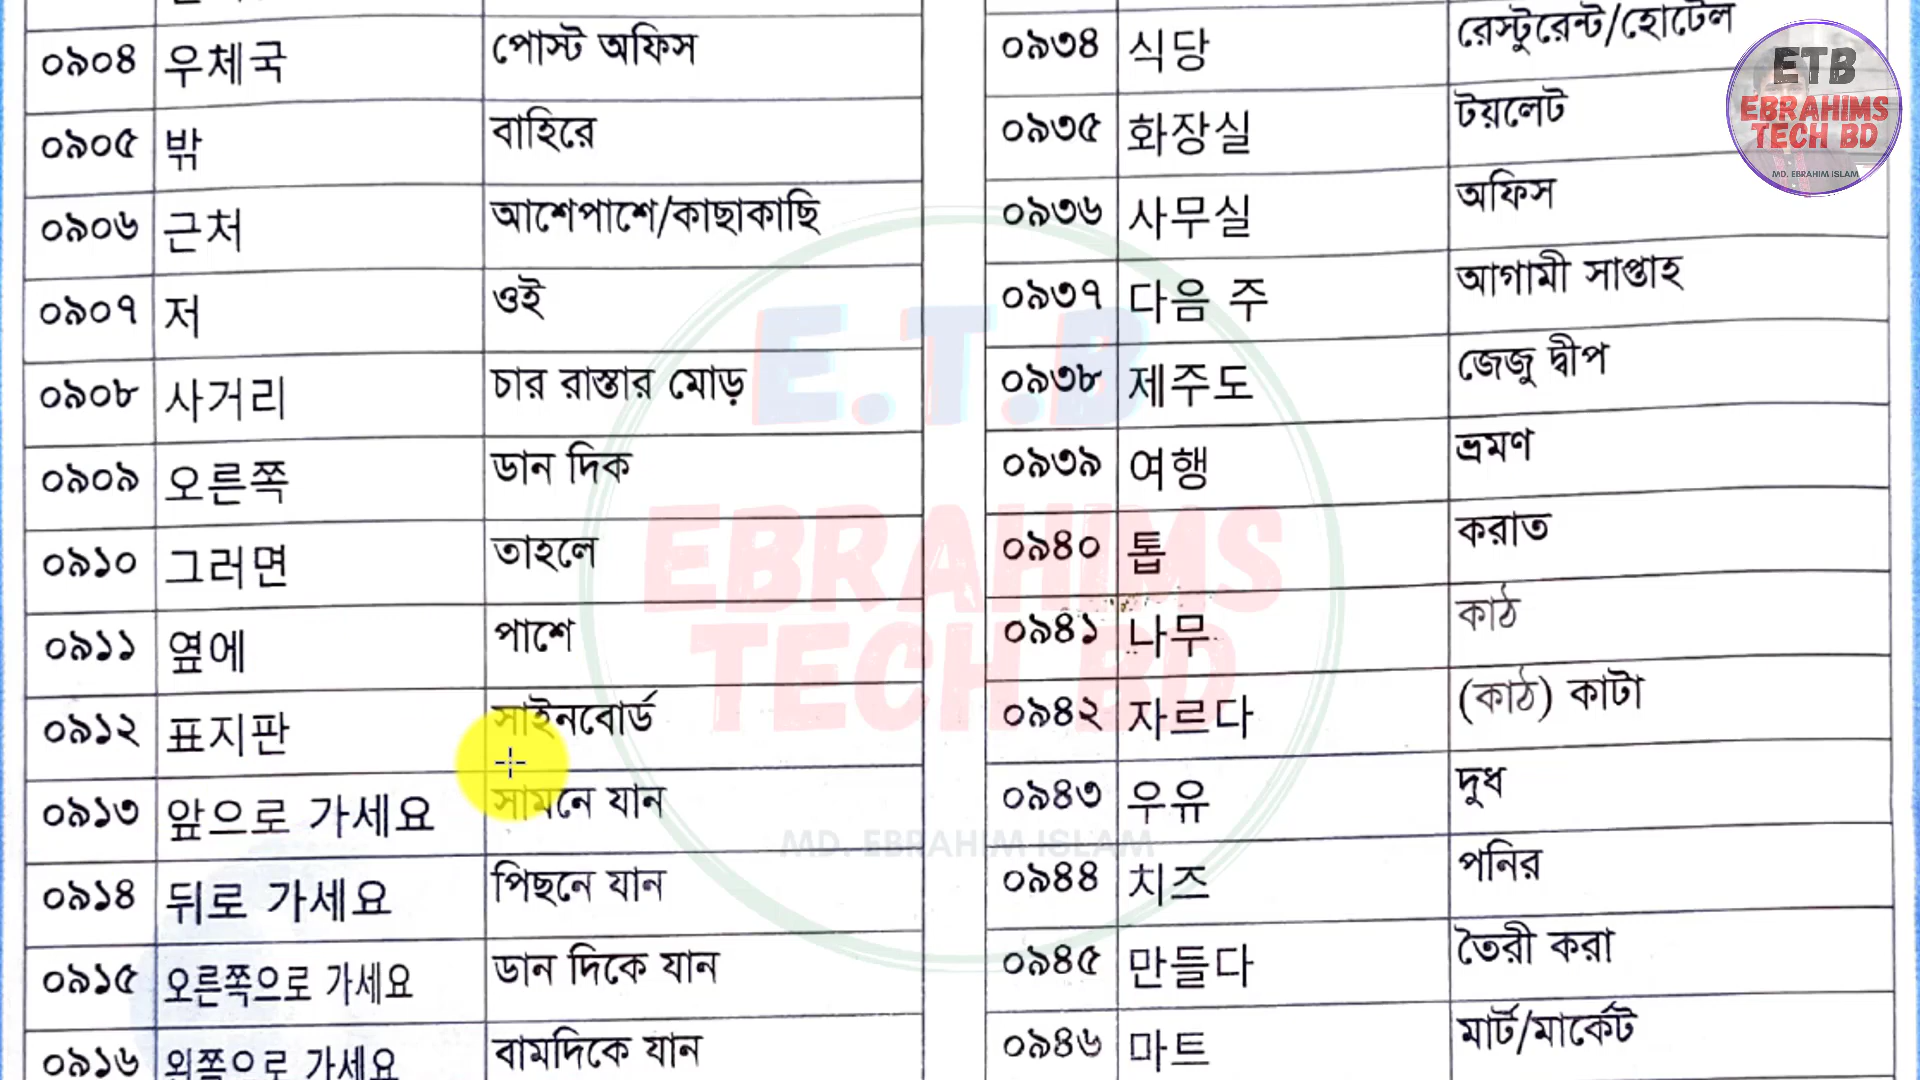 ০৯০৪ 우체국 পোস্ট অফিস
০৯০৫ 밖 বাহিরে
০৯০৬ 근처 আশেপাশে/কাছাকাছি
০৯০৭ 저 ওই
০৯০৮ 사거리 চার রাস্তার মোড়
০৯০৯ 오른쪽 ডান দিক
০৯১০ 그러면 তাহলে
০৯১১ 옆에 পাশে
০৯১২ 표지판 সাইনবোর্ড
০৯১৩ 앞으로 가세요 সামনে যান
০৯১৪ 뒤로 가세요 পিছনে যান
০৯১৫ 오른쪽으로 가세요 ডান দিকে যান
০৯১৬ 왼쪽으로 가세요 বামদিকে যান
০৯৩৪ 식당 রেস্টুরেন্ট/হোটেল
০৯৩৫ 화장실 টয়লেট
০৯৩৬ 사무실 অফিস
০৯৩৭ 다음 주 আগামী সাপ্তাহ
০৯৩৮ 제주도 জেজু দ্বীপ
০৯৩৯ 여행 ভ্রমণ
০৯৪০ 톱 করাত
০৯৪১ 나무 কাঠ
০৯৪২ 자르다 (কাঠ) কাটা
০৯৪৩ 우유 দুধ
০৯৪৪ 치즈 পনির
০৯৪৫ 만들다 তৈরী করা
০৯৪৬ 마트 মার্ট/মার্কেট
ETB
EBRAHIMS
TECH BD
MD. EBRAHIM ISLAM
E.T.B
EBRAHIMS
TECH BD
MD. EBRAHIM ISLAM